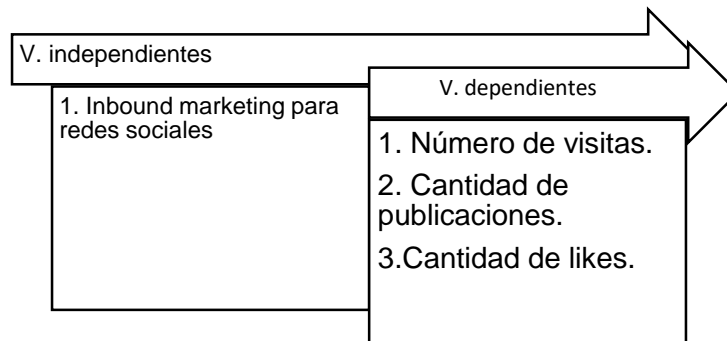 V. independientes
1. Inbound marketing para
redes sociales
V. dependientes
1. Número de visitas.
2. Cantidad de
publicaciones.
3.Cantidad de likes.